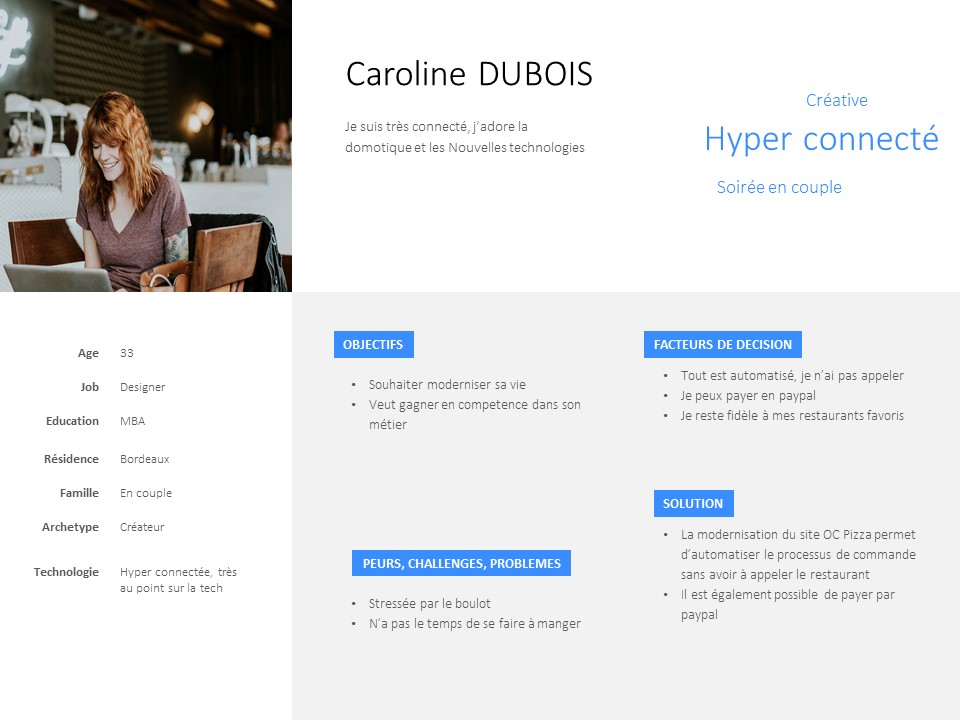 Caroline DUBOIS
Je suis très connecté, j’adore la
domotique et les Nouvelles technologies
Créative
Hyper connecté
Soirée en couple
Age 33
Job Designer
Education MBA
Résidence Bordeaux
Famille En couple
Archetype Créateur
Technologie Hyper connectée, très
au point sur la tech
OBJECTIFS
• Souhaiter moderniser sa vie
• Veut gagner en competence dans son
métier
PEURS, CHALLENGES, PROBLEMES
• Stressée par le boulot
• N’a pas le temps de se faire à manger
FACTEURS DE DECISION
• Tout est automatisé, je n’ai pas appeler
• Je peux payer en paypal
• Je reste fidèle à mes restaurants favoris
SOLUTION
• La modernisation du site OC Pizza permet
d’automatiser le processus de commande
sans avoir à appeler le restaurant
• Il est également possible de payer par
paypal